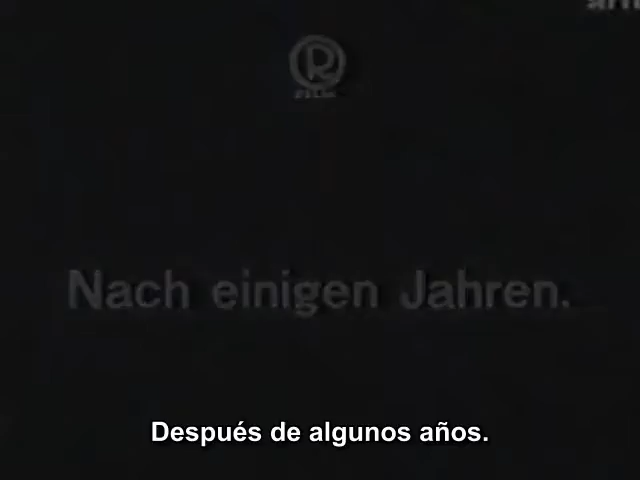 R
Nach einigen Jahren.
Después de algunos años.